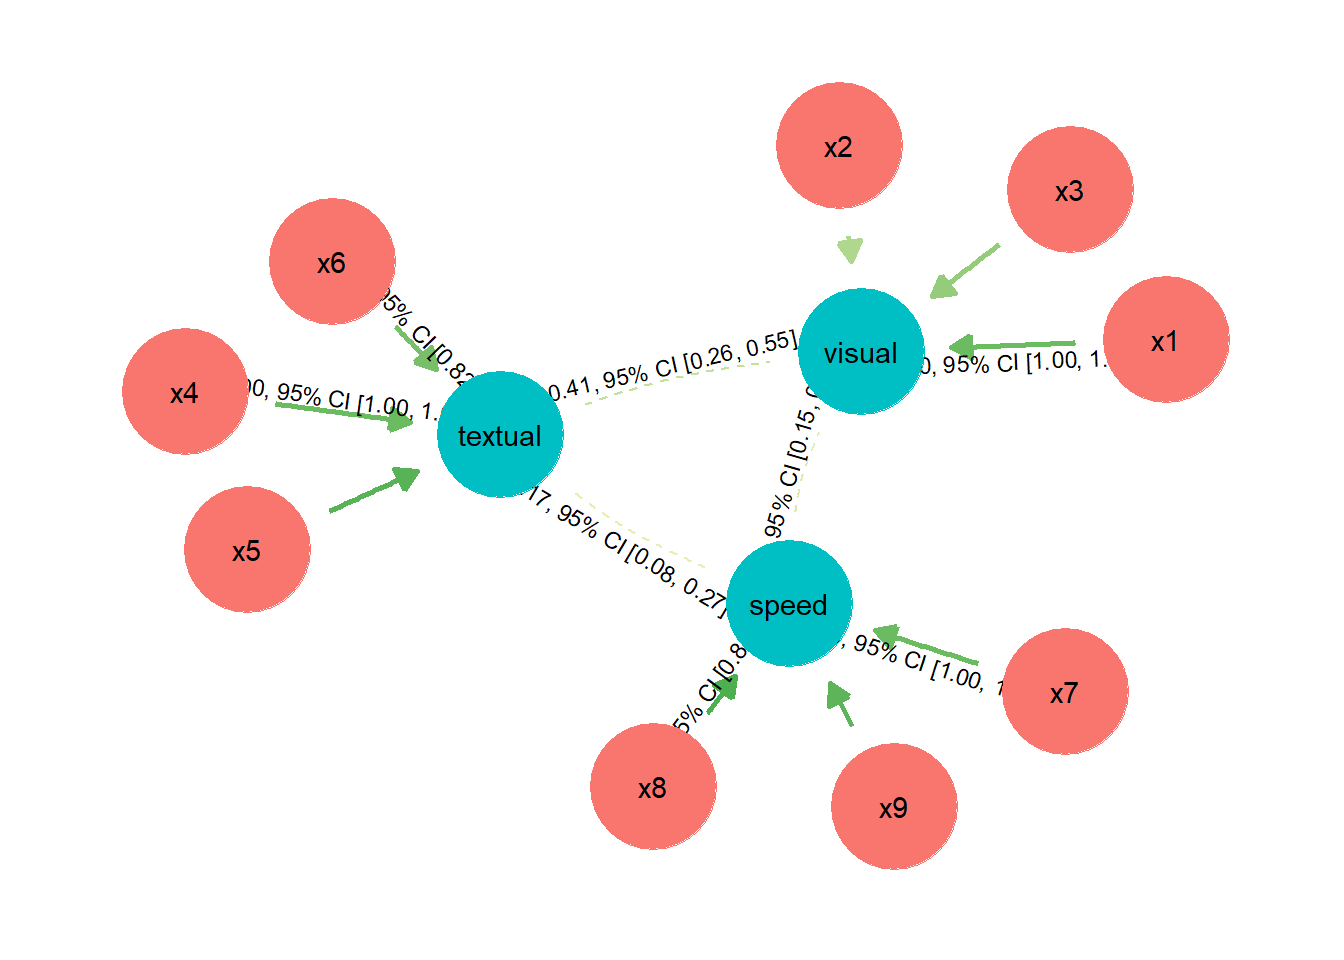 x2
x3
x6
x1
visual
0, 95% CI [1.00, 1.
0.41, 95% CI [0.26, 0.55]
95% CI [0.82
x4
00, 95% CI [1.00, 1.
textual
95% CI [0.15,
17, 95% CI [0.08, 0.27]
x5
speed
, 95% CI [1.00, 1
5% CI [0.8
x7
x8
x9